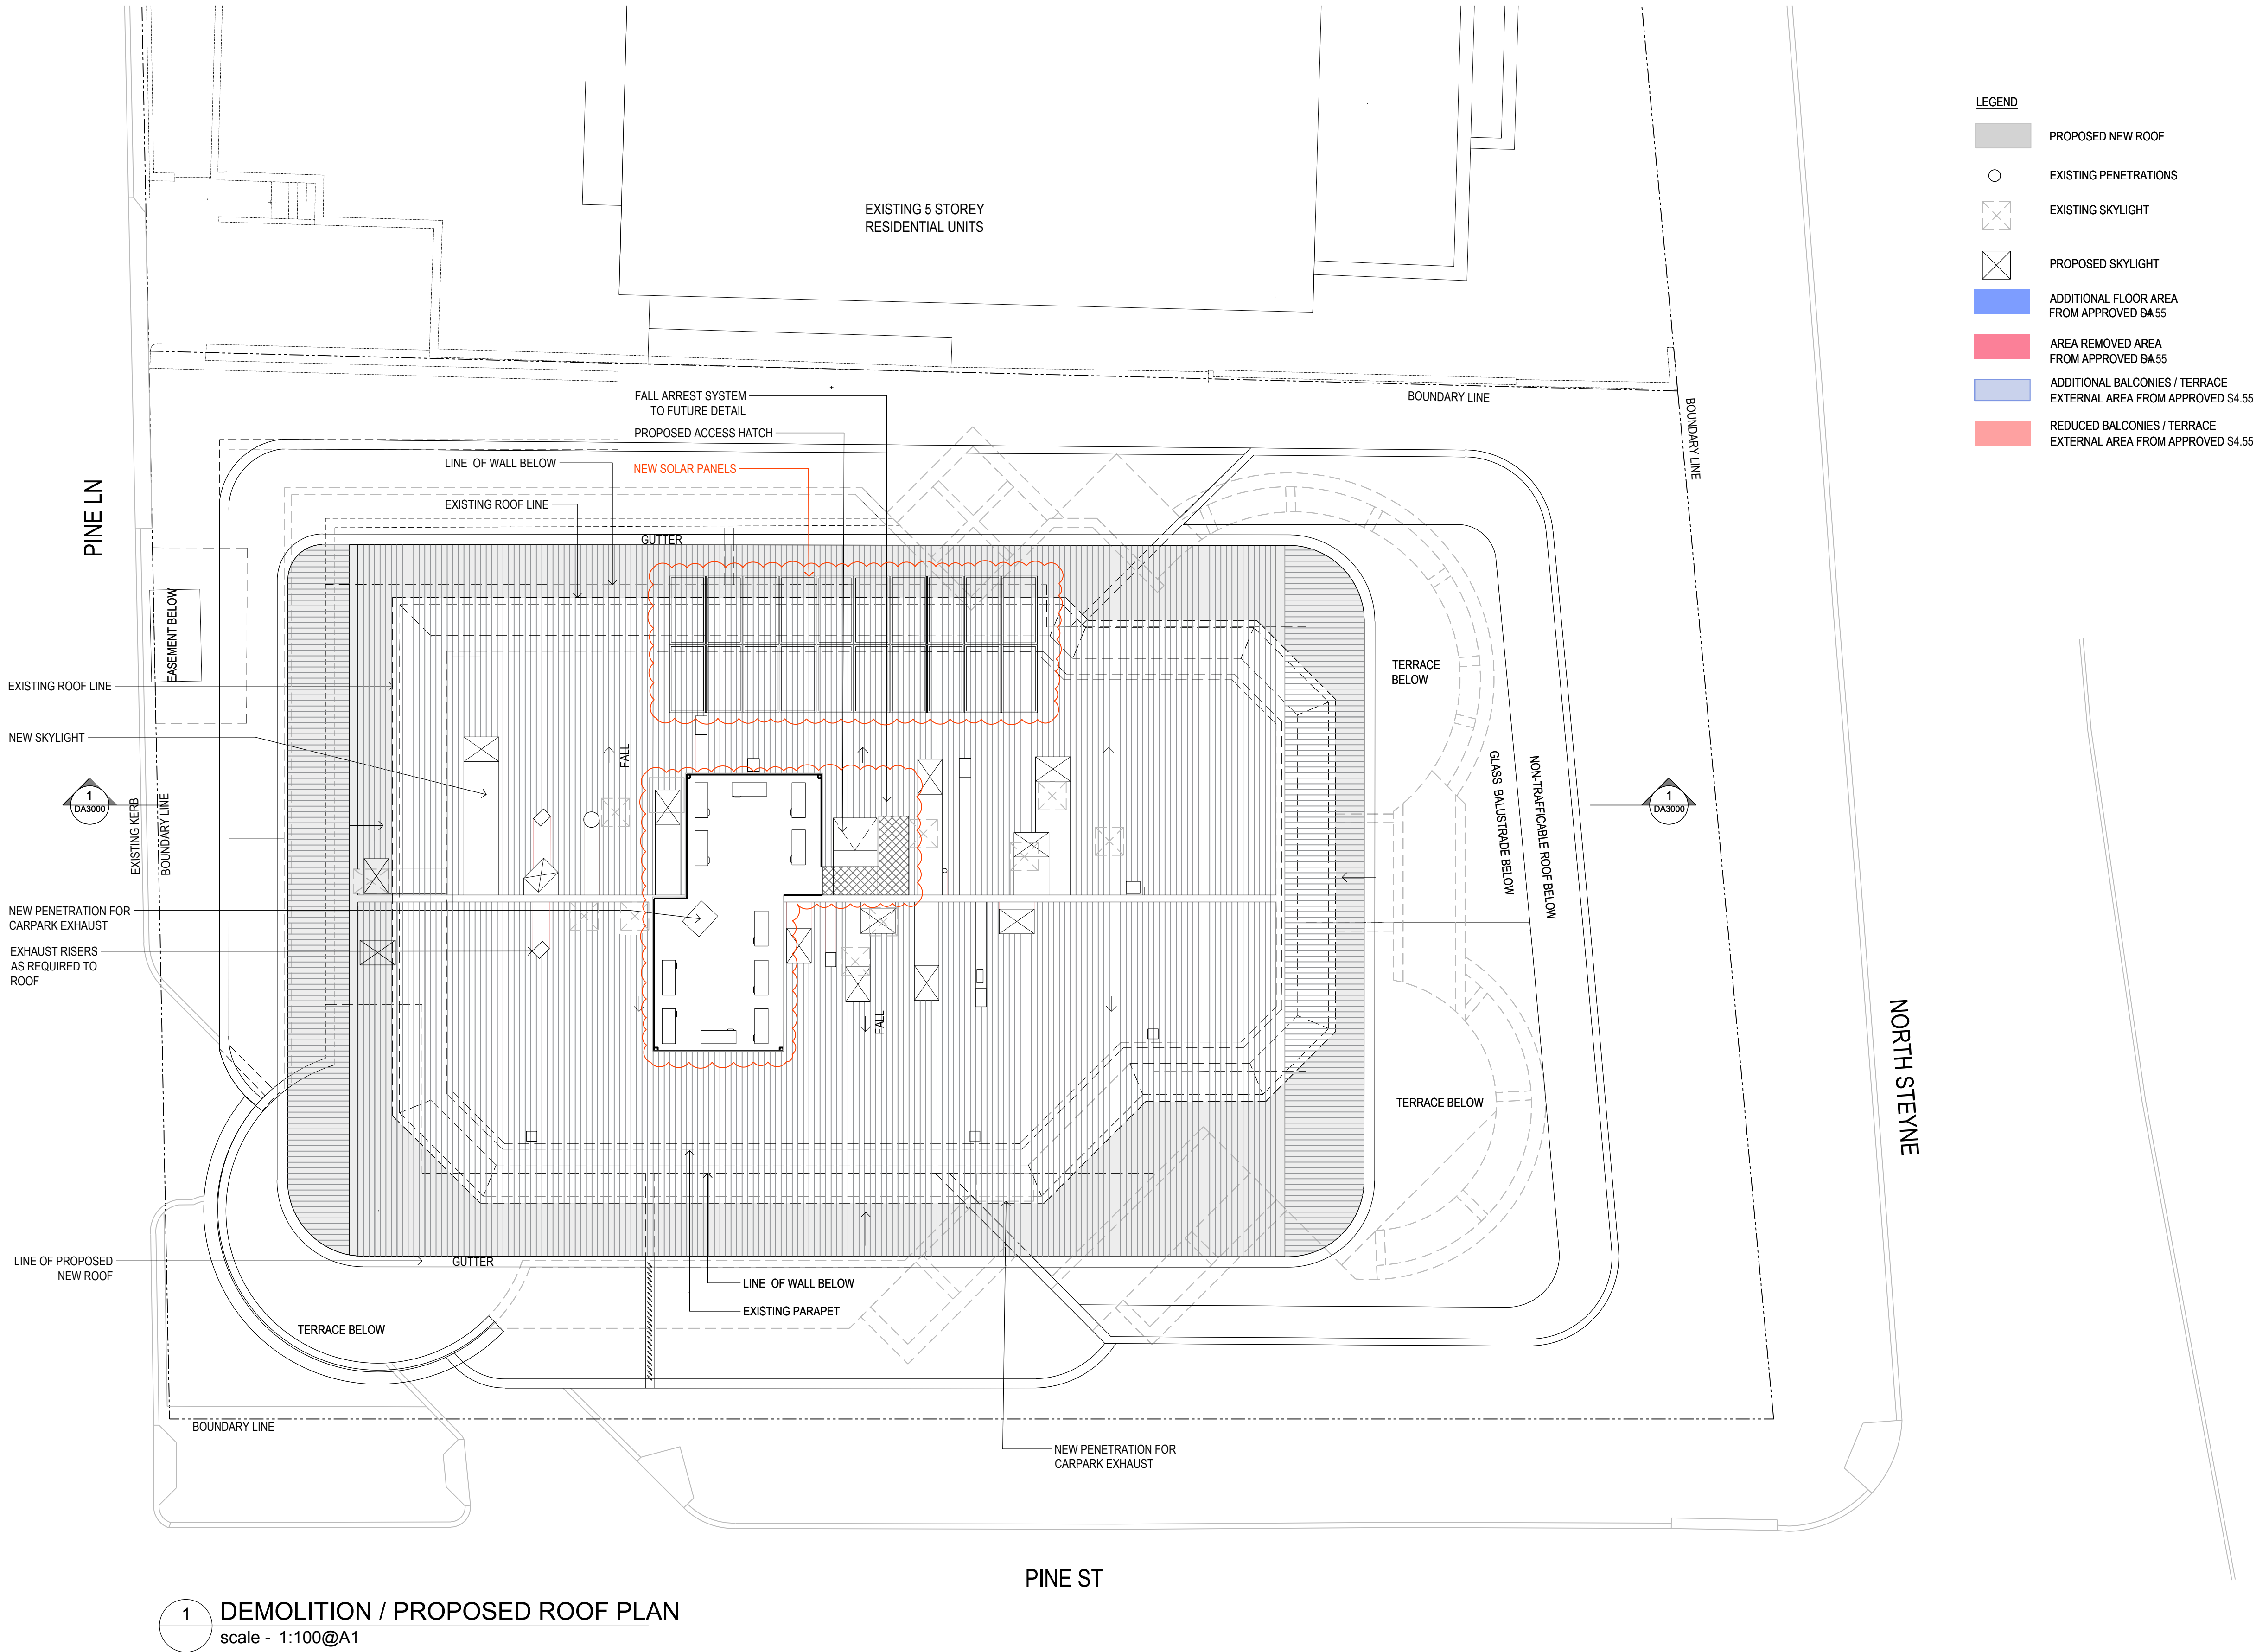 LEGEND
PROPOSED NEW ROOF
EXISTING PENETRATIONS
EXISTING SKYLIGHT
PROPOSED SKYLIGHT
ADDITIONAL FLOOR AREA
FROM APPROVED S4.55
AREA REMOVED AREA
FROM APPROVED S4.55
ADDITIONAL BALCONIES / TERRACE
EXTERNAL AREA FROM APPROVED S4.55
REDUCED BALCONIES / TERRACE
EXTERNAL AREA FROM APPROVED S4.55
EXISTING 5 STOREY
RESIDENTIAL UNITS
FALL ARREST SYSTEM
TO FUTURE DETAIL
BOUNDARY LINE
BOUNDARY LINE
PROPOSED ACCESS HATCH
LINE OF WALL BELOW
NEW SOLAR PANELS
EXISTING ROOF LINE
PINE LN
GUTTER
EASEMENT BELOW
TERRACE
BELOW
EXISTING ROOF LINE
NEW SKYLIGHT
FALL
1
DA3000
EXISTING KERB
BOUNDARY LINE
GLASS BALUSTRADE BELOW
NON-TRAFFICABLE ROOF BELOW
1
DA3000
NEW PENETRATION FOR
CARPARK EXHAUST
EXHAUST RISERS
AS REQUIRED TO
ROOF
FALL
NORTH STEYNE
TERRACE BELOW
LINE OF PROPOSED
NEW ROOF
GUTTER
LINE OF WALL BELOW
EXISTING PARAPET
TERRACE BELOW
BOUNDARY LINE
NEW PENETRATION FOR
CARPARK EXHAUST
PINE ST
1
DEMOLITION / PROPOSED ROOF PLAN
scale - 1:100@A1